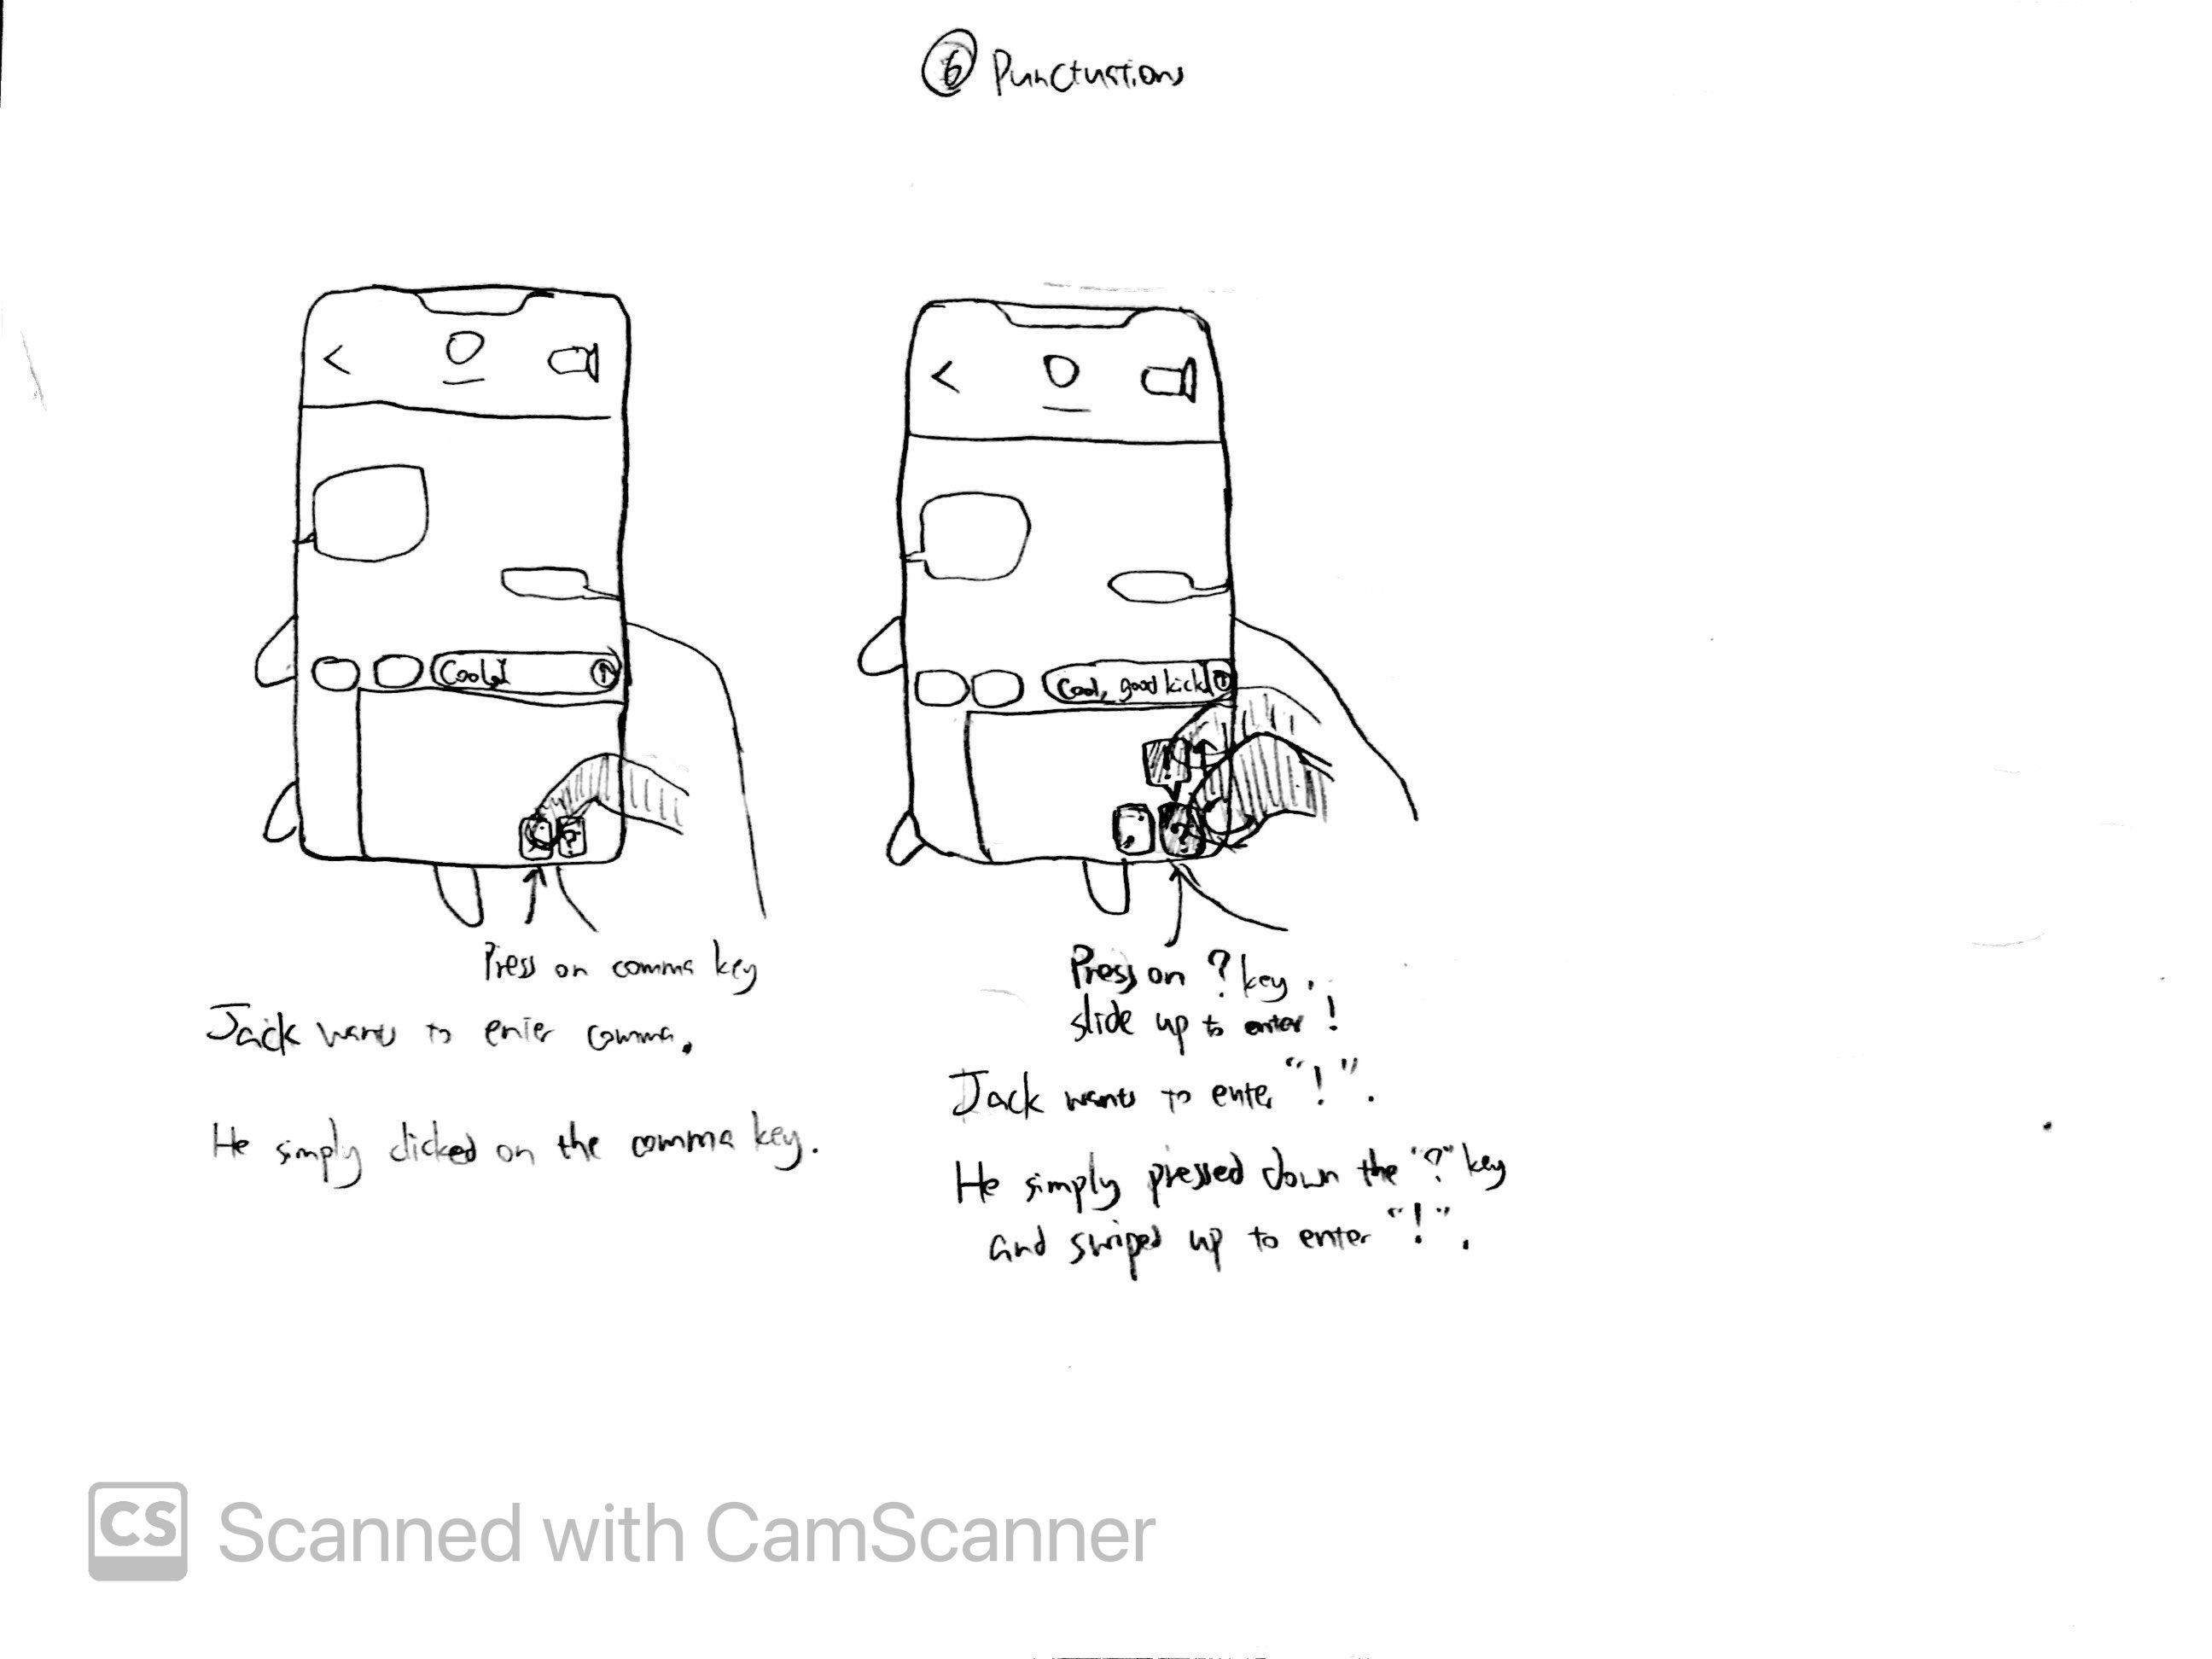 6 Punctuations
Cool,
Cool, good kick
?
!
,
?
Press on comma key
Jack wants to enter comma.
He simply clicked on the comma key.
Press on ? key,
slide up to enter !
Jack wants to enter "!".
He simply pressed down the "?" key
and swiped up to enter "!".
CS Scanned with CamScanner